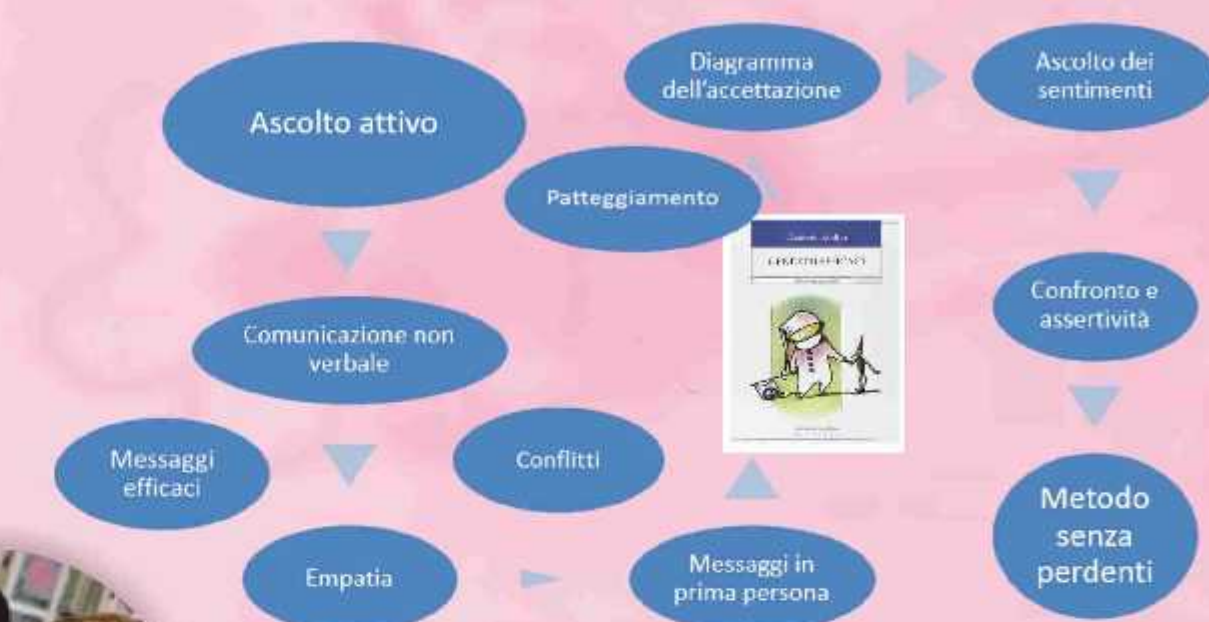 Ascolto attivo
Comunicazione non
verbale
Messaggi
efficaci
Empatia
Conflitti
Messaggi in
prima persona
Patteggiamento
Diagramma
dell'accettazione
Ascolto dei
sentimenti
Confronto e
assertività
Metodo
senza
perdenti